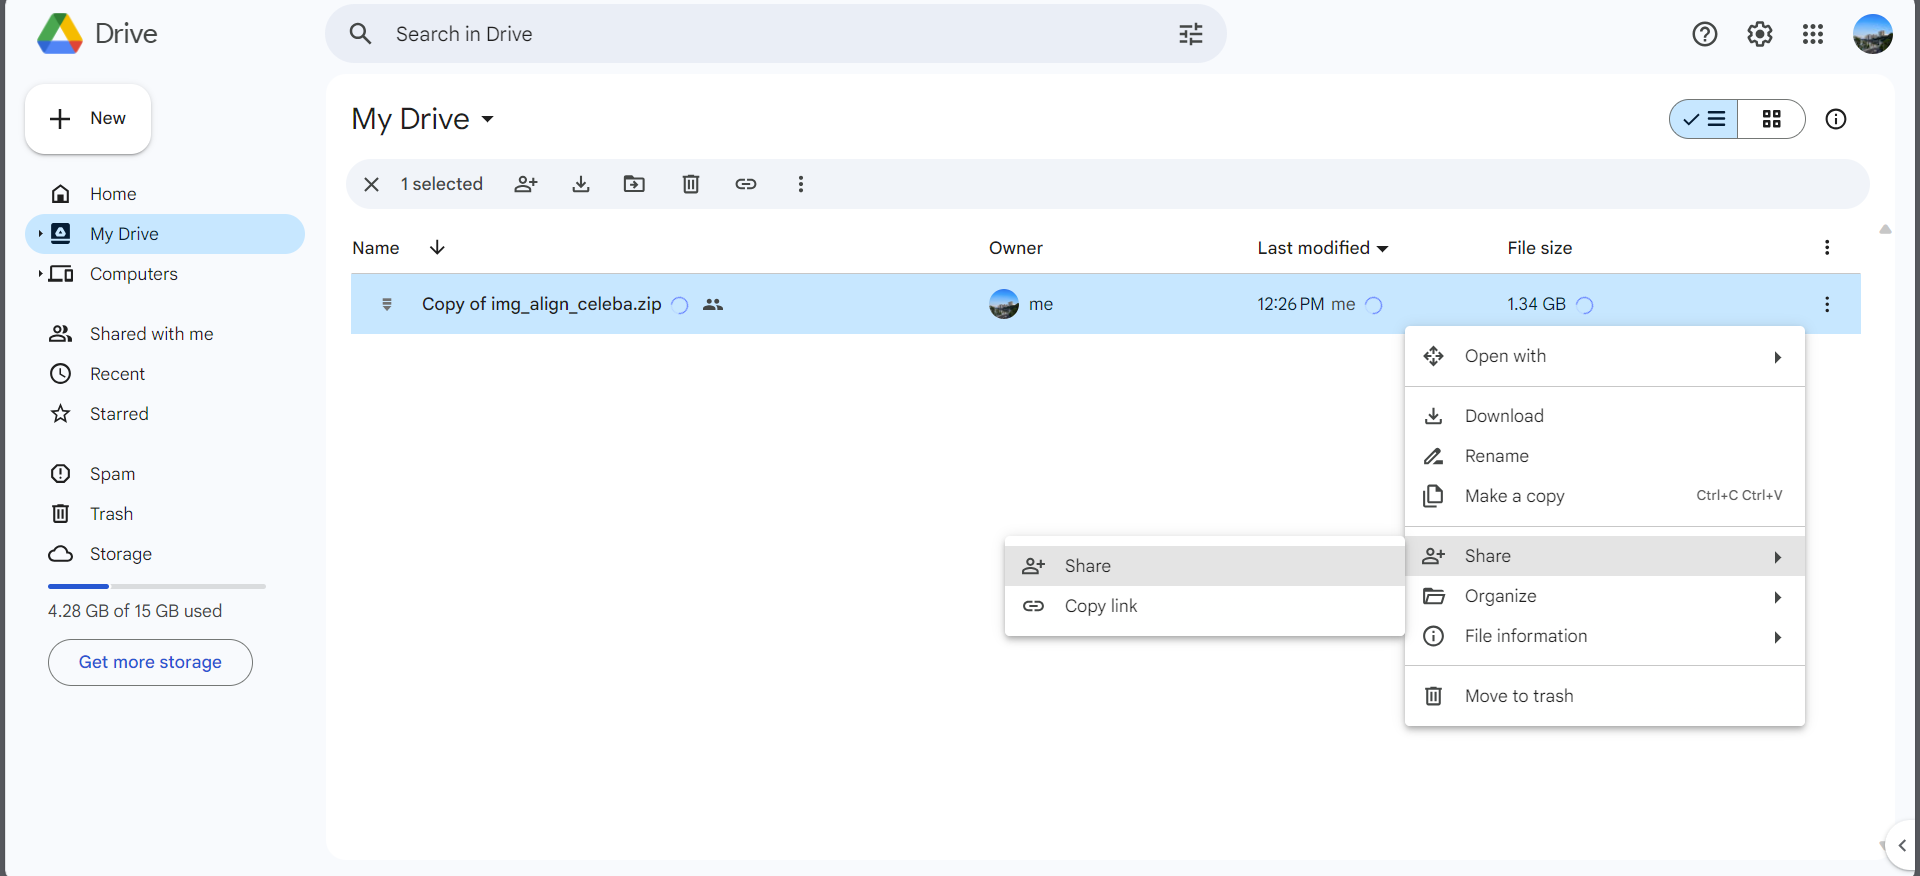 Drive
Search in Drive
New
My Drive
1 selected
Home
My Drive
Computers
Shared with me
Recent
Starred
Spam
Trash
Storage
4.28 GB of 15 GB used
Get more storage
Name Owner Last modified File size
Copy of img_align_celeba.zip me 12:26 PM me 1.34 GB
Open with
Download
Rename
Make a copy Ctrl+C Ctrl+V
Share
Organize
File information
Move to trash
Share
Copy link